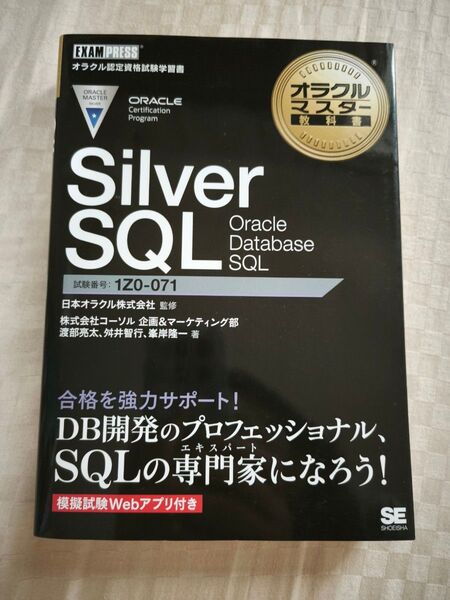 EXAMPRESS®
オラクル認定資格試験学習書
ORACLE
MASTER
SILVER
ORACLE
Certification
Program
オラクル
マスター
教科書
Silver
SQL
Oracle
Database
SQL
試験番号：1Z0-071
日本オラクル株式会社 監修
株式会社コーソル 企画&マーケティング部
渡部亮太、舛井智行、峯岸隆一 著
合格を強力サポート！
DB開発のプロフェッショナル、
エキスパート
SQLの専門家になろう！
模擬試験Webアプリ付き
SE
SHOEISHA